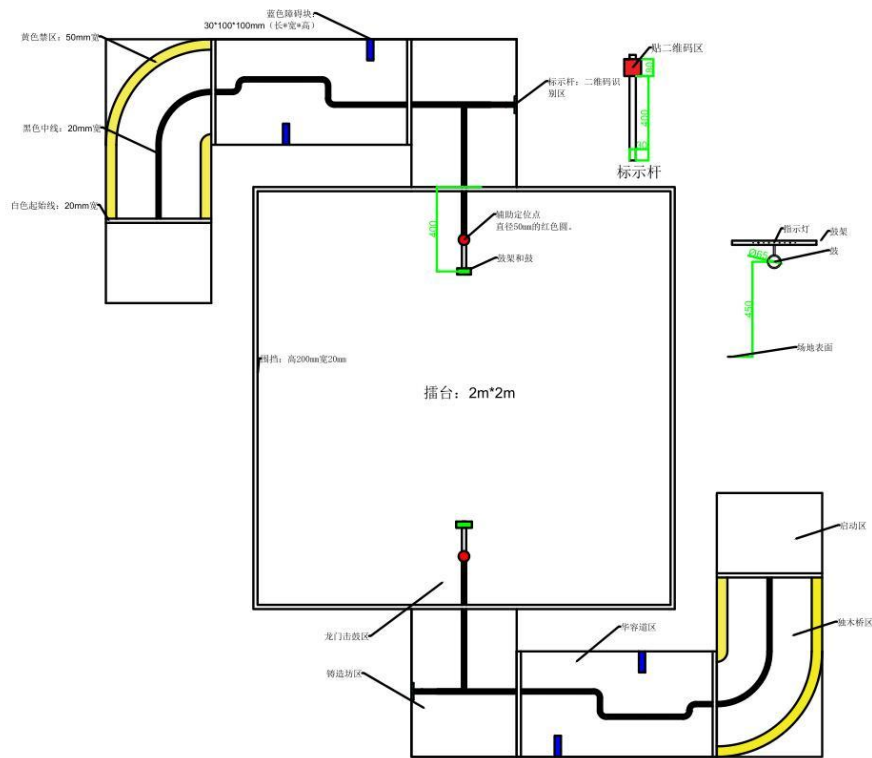 蓝色障碍块:
30*100*100mm（长*宽*高）
黄色禁区：50mm宽
贴二维码区
标示杆：二维码识
别区
80
400
黑色中线：20mm宽
标示杆
白色起始线：20mm宽
辅助定位点
直径50mm的红色圆。
400
指示灯
鼓架
鼓
鼓架和鼓
Ø65
450
场地表面
围挡：高200mm宽20mm
擂台：2m*2m
启动区
龙门击鼓区
华容道区
独木桥区
铸造坊区